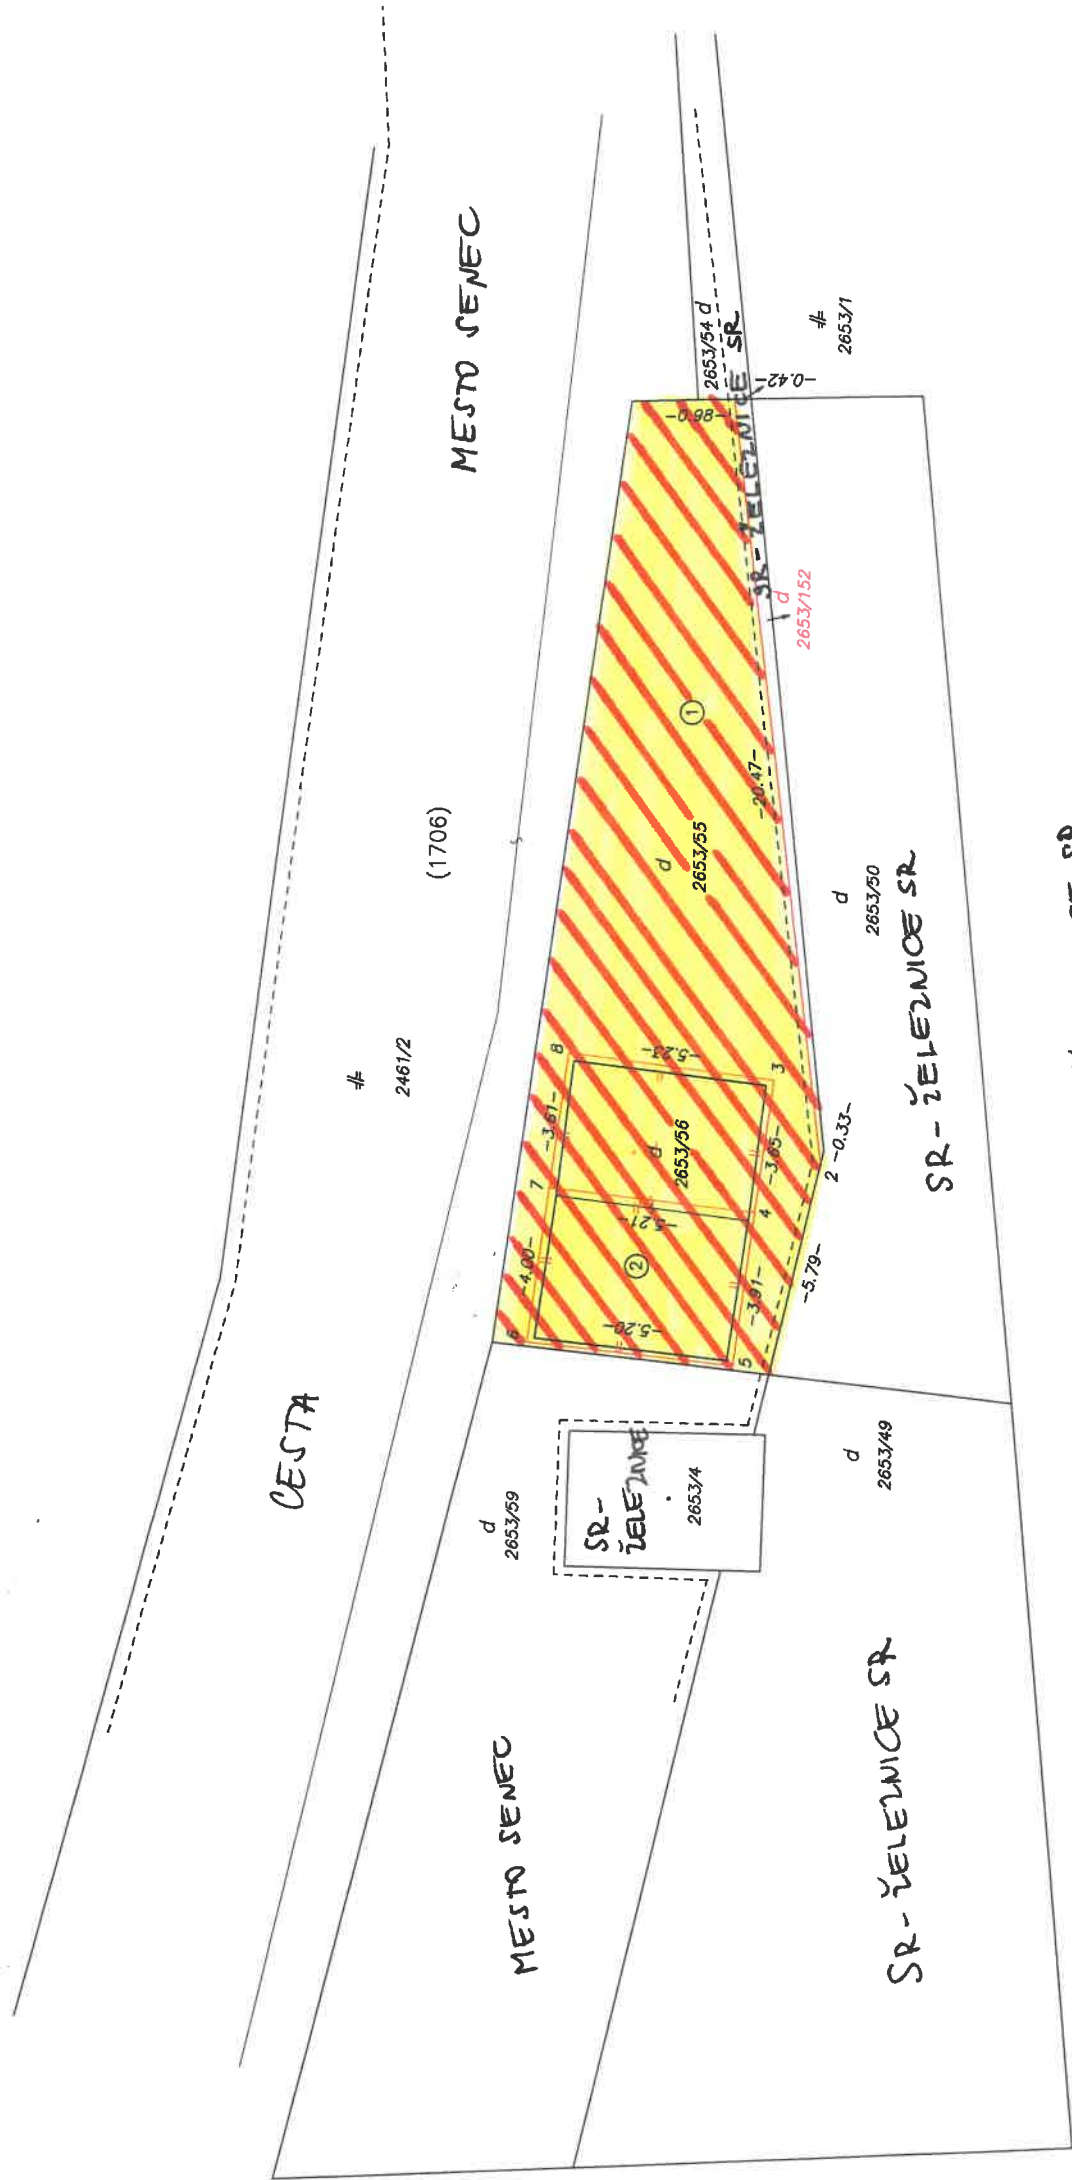 MESTO SENEC
(1706)
#
2461/2
CESTA
2653/54 d
SR-ŽELEZNICE SR
-0.42-
#
2653/1
-0.98-
d
2653/152
1
-20.47-
d
2653/55
d
2653/50
SR-ŽELEZNICE SR
8
-5.23-
3
-3.61-
d
2653/56
-3.65-
2
-0.33-
7
-5.21-
4
-4.00-
2
-3.91-
-5.79-
6
-5.20-
5
d
2653/59
SR-
ŽELEZNICE
2653/4
d
2653/49
MESTO SENEC
SR-ŽELEZNICE SR